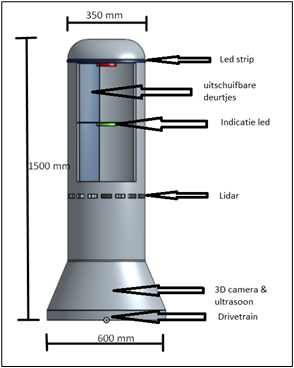 350 mm
Led strip
uitschuifbare
deurtjes
Indicatie led
1500 mm
Lidar
3D camera &
ultrasoon
Drivetrain
600 mm